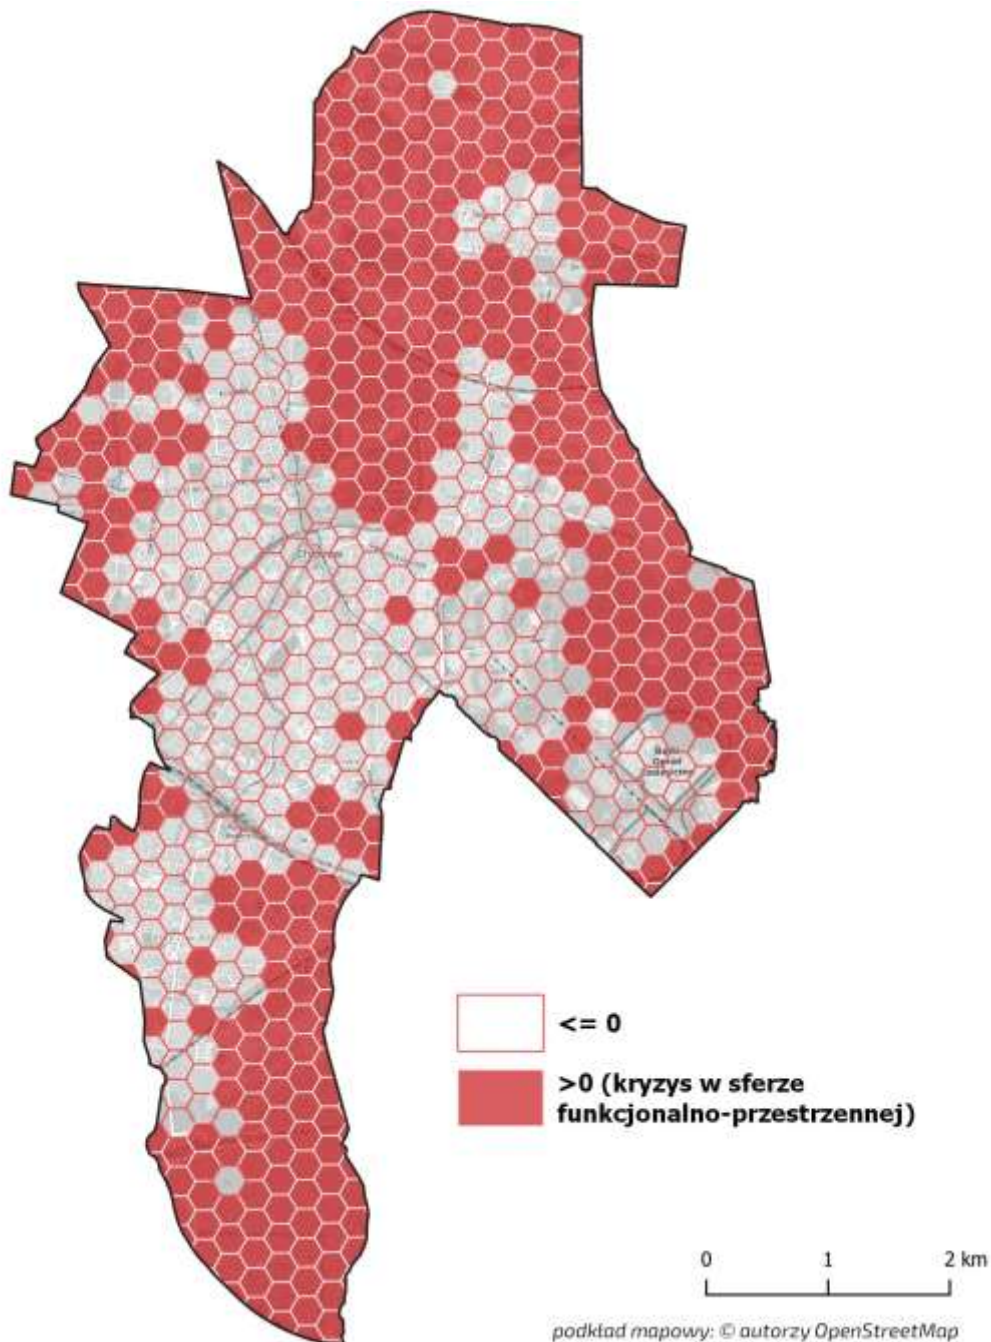 <= 0
>0 (kryzys w sferze
funkcjonalno-przestrzennej)
0 1 2 km
podkład mapowy: © autorzy OpenStreetMap